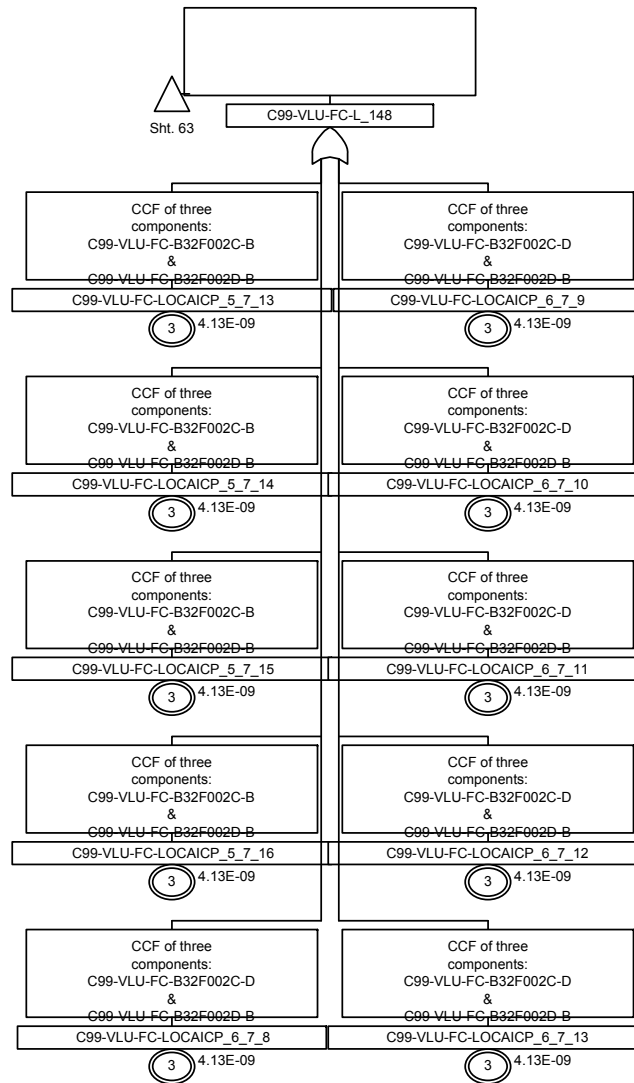 Sht. 63
C99-VLU-FC-L_148
CCF of three
components:
C99-VLU-FC-B32F002C-B
&
C99-VLU-FC-B32F002D-B
C99-VLU-FC-LOCAICP_5_7_13
3
4.13E-09
CCF of three
components:
C99-VLU-FC-B32F002C-D
&
C99-VLU-FC-B32F002D-B
C99-VLU-FC-LOCAICP_6_7_9
3
4.13E-09
CCF of three
components:
C99-VLU-FC-B32F002C-B
&
C99-VLU-FC-B32F002D-B
C99-VLU-FC-LOCAICP_5_7_14
3
4.13E-09
CCF of three
components:
C99-VLU-FC-B32F002C-D
&
C99-VLU-FC-B32F002D-B
C99-VLU-FC-LOCAICP_6_7_10
3
4.13E-09
CCF of three
components:
C99-VLU-FC-B32F002C-B
&
C99-VLU-FC-B32F002D-B
C99-VLU-FC-LOCAICP_5_7_15
3
4.13E-09
CCF of three
components:
C99-VLU-FC-B32F002C-D
&
C99-VLU-FC-B32F002D-B
C99-VLU-FC-LOCAICP_6_7_11
3
4.13E-09
CCF of three
components:
C99-VLU-FC-B32F002C-B
&
C99-VLU-FC-B32F002D-B
C99-VLU-FC-LOCAICP_5_7_16
3
4.13E-09
CCF of three
components:
C99-VLU-FC-B32F002C-D
&
C99-VLU-FC-B32F002D-B
C99-VLU-FC-LOCAICP_6_7_12
3
4.13E-09
CCF of three
components:
C99-VLU-FC-B32F002C-D
&
C99-VLU-FC-B32F002D-B
C99-VLU-FC-LOCAICP_6_7_8
3
4.13E-09
CCF of three
components:
C99-VLU-FC-B32F002C-D
&
C99-VLU-FC-B32F002D-B
C99-VLU-FC-LOCAICP_6_7_13
3
4.13E-09